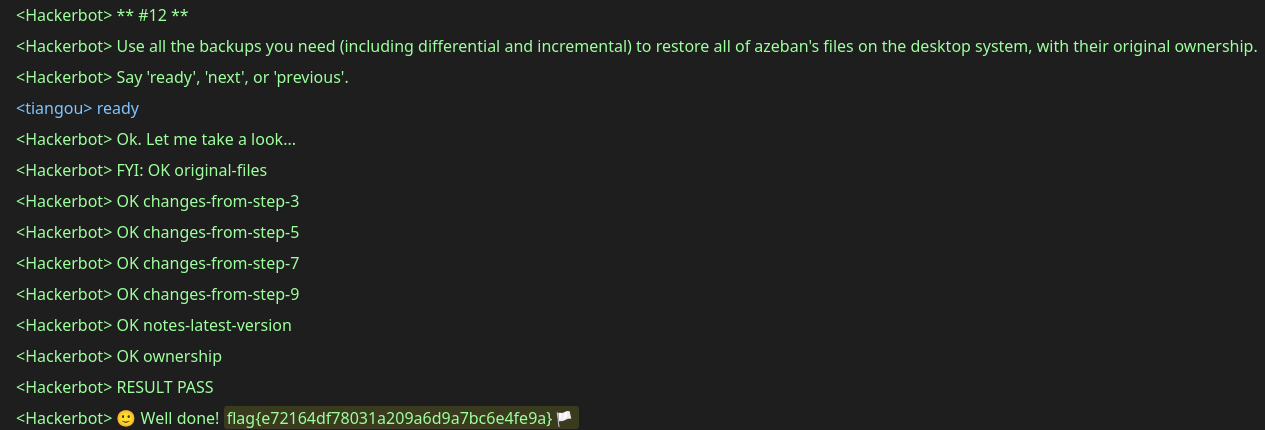 <Hackerbot> ** #12 **
<Hackerbot> Use all the backups you need (including differential and incremental) to restore all of azeban's files on the desktop system, with their original ownership.
<Hackerbot> Say 'ready', 'next', or 'previous'.
<tiangou> ready
<Hackerbot> Ok. Let me take a look...
<Hackerbot> FYI: OK original-files
<Hackerbot> OK changes-from-step-3
<Hackerbot> OK changes-from-step-5
<Hackerbot> OK changes-from-step-7
<Hackerbot> OK changes-from-step-9
<Hackerbot> OK notes-latest-version
<Hackerbot> OK ownership
<Hackerbot> RESULT PASS
<Hackerbot> 🙂 Well done! flag{e72164df78031a209a6d9a7bc6e4fe9a} 🏳️